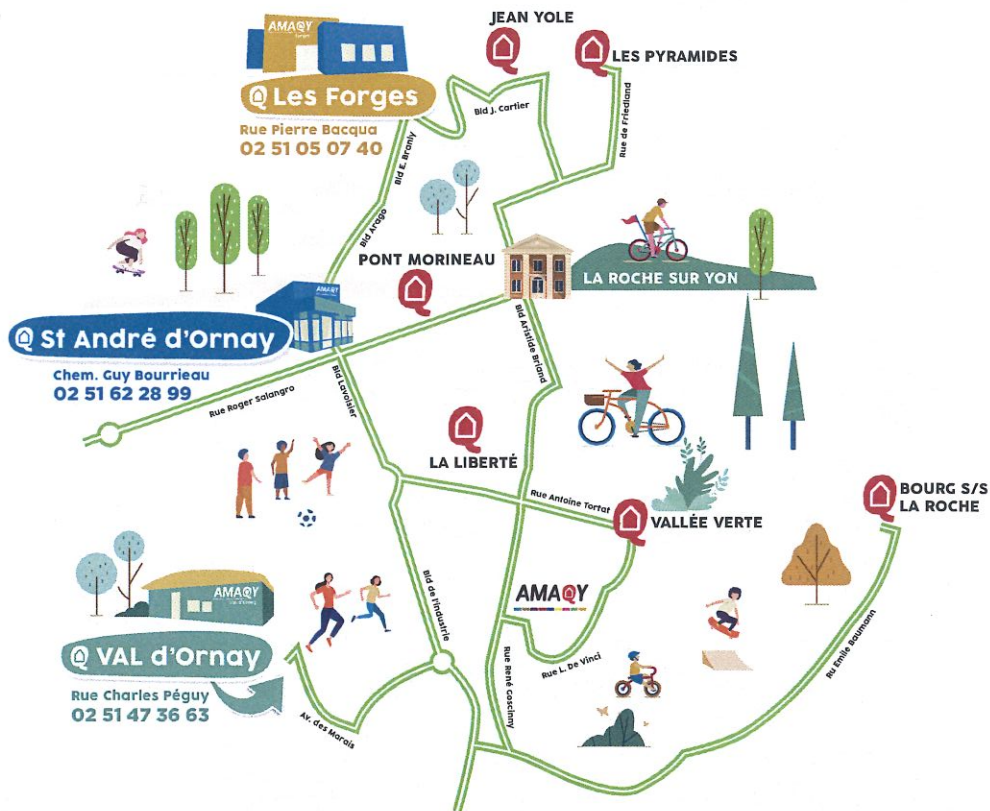 JEAN YOLE
LES PYRAMIDES
AMAQY
Les Forges
Rue Pierre Bacqua
02 51 05 07 40
Bld J. Cartier
Rue de Friedland
Bld E. Branly
Bld Arago
PONT MORINEAU
LA ROCHE SUR YON
AMAQY
St André d'Ornay
Chem. Guy Bourrieau
02 51 62 28 99
Rue Roger Salangro
Bld Lavoisier
Bld Aristide Briand
LA LIBERTÉ
Rue Antoine Tortat
VALLÉE VERTE
BOURG S/S
LA ROCHE
AMAQY
VAL d'Ornay
Rue Charles Péguy
02 51 47 36 63
Bld de l'Industrie
AMAQY
Rue L. De Vinci
Rue René Goscinny
Av. des Marais
Ru Emile Baumann